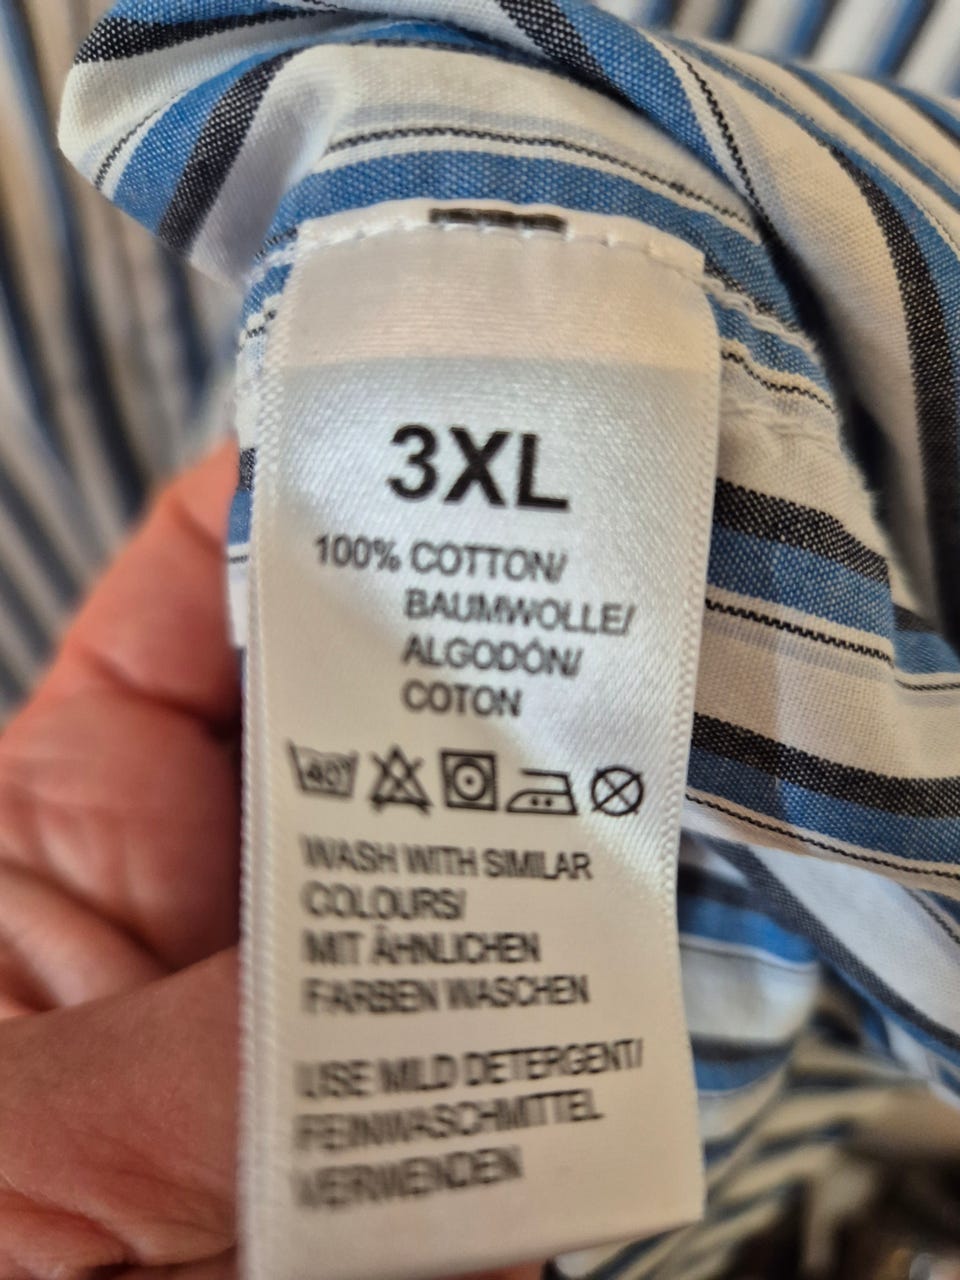 3XL
100% COTTON/
BAUMWOLLE/
ALGODÓN/
COTON
40°
WASH WITH SIMILAR
COLOURS/
MIT ÄHNLICHEN
FARBEN WASCHEN
USE MILD DETERGENT/
FEINWASCHMITTEL
VERWENDEN